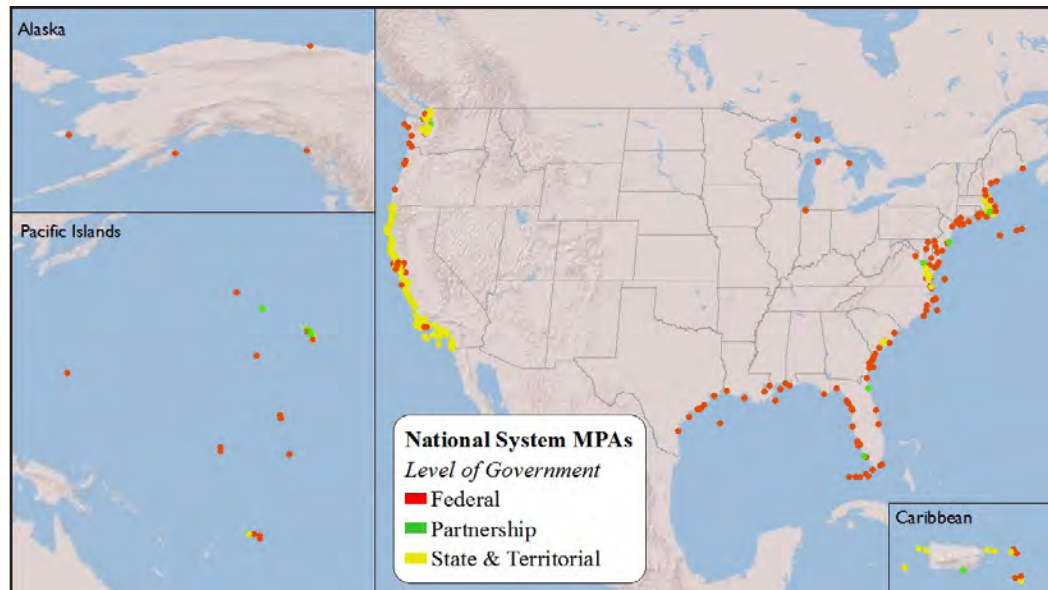 Alaska
Pacific Islands
National System MPAs
Level of Government
Federal
Partnership
State & Territorial
Caribbean